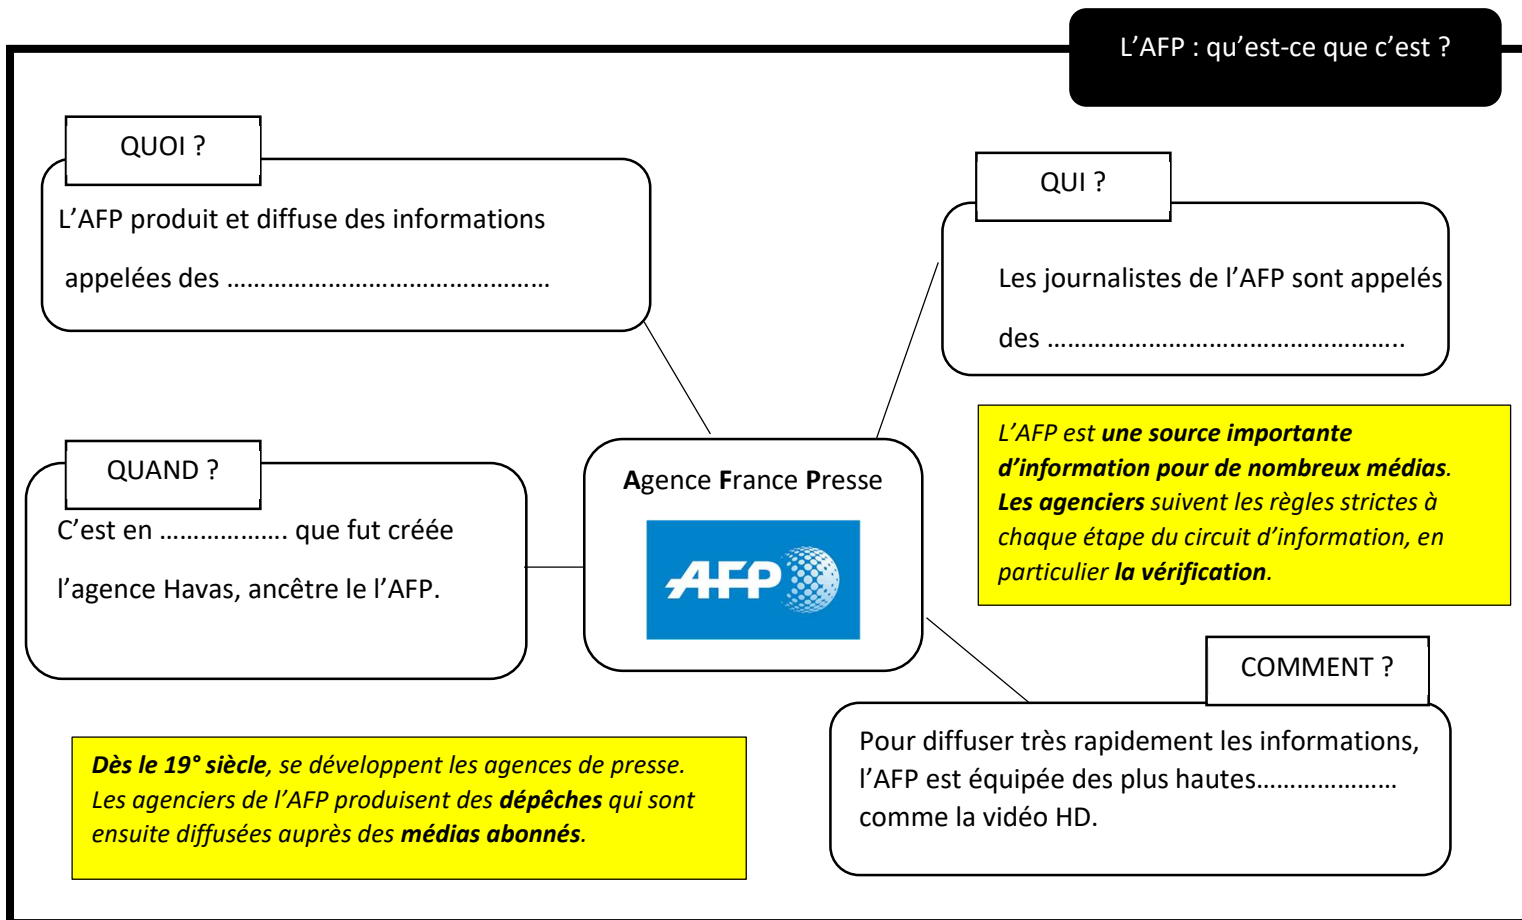 L’AFP : qu’est-ce que c’est ?
QUOI ?
L’AFP produit et diffuse des informations
appelées des …………………………………………
QUI ?
Les journalistes de l’AFP sont appelés
des ……………………………………………..
L’AFP est une source importante
d’information pour de nombreux médias.
Les agenciers suivent les règles strictes à
chaque étape du circuit d’information, en
particulier la vérification.
QUAND ?
C’est en ………………. que fut créée
l’agence Havas, ancêtre le l’AFP.
Agence France Presse
AFP
COMMENT ?
Pour diffuser très rapidement les informations,
l’AFP est équipée des plus hautes…………………
comme la vidéo HD.
Dès le 19° siècle, se développent les agences de presse.
Les agenciers de l’AFP produisent des dépêches qui sont
ensuite diffusées auprès des médias abonnés.